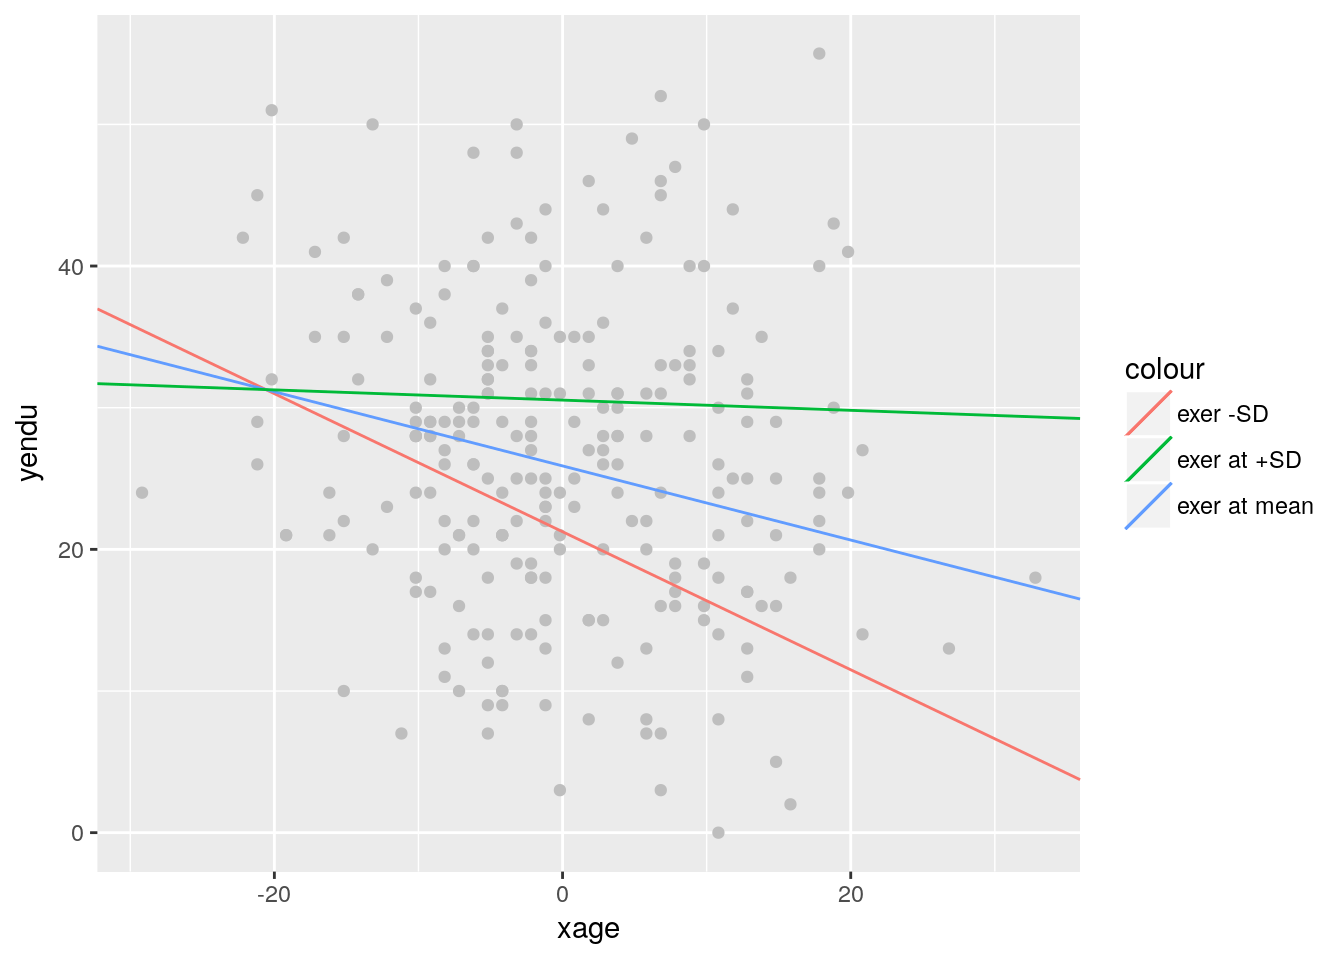 40
20
0
-20
0
20
xage
yendu
colour
exer -SD
exer at +SD
exer at mean